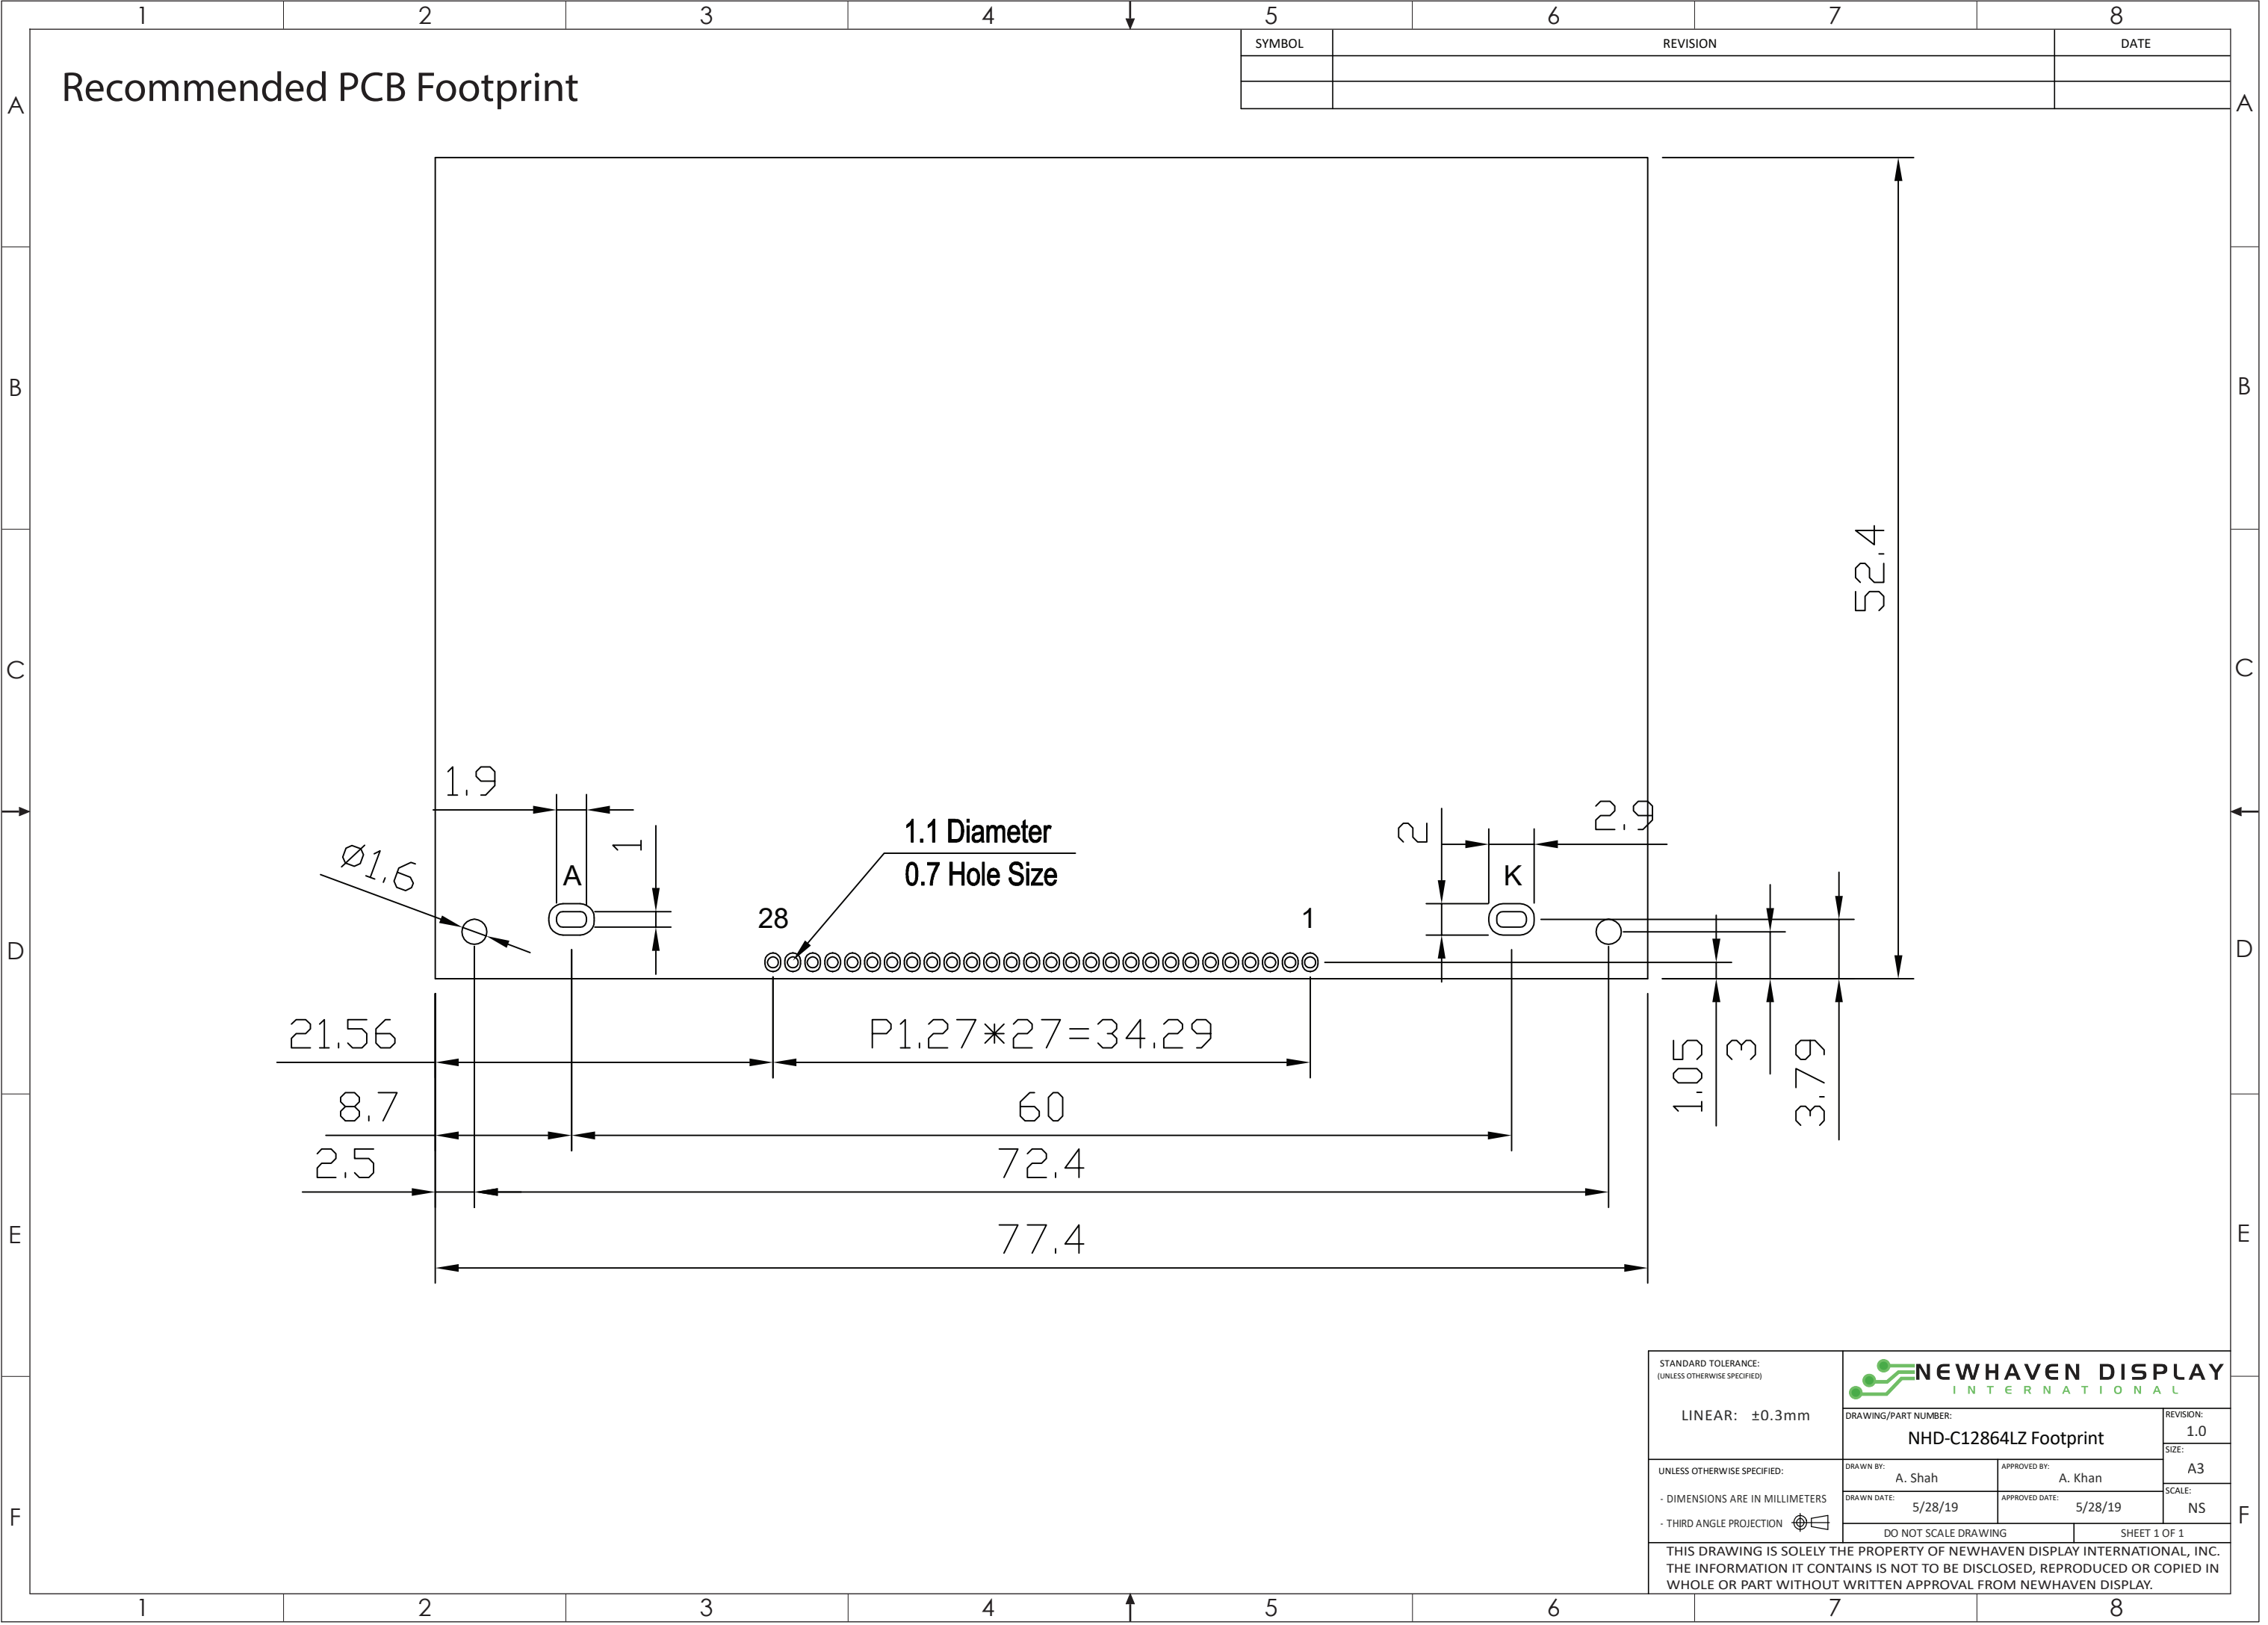 1 2 3 4 5 6 7 8
SYMBOL REVISION DATE
Recommended PCB Footprint
A A
B B
52.4
C C
1.9
2.9
1.1 Diameter
2
1
Ø1.6
0.7 Hole Size
A
K
28
1
D D
21.56
P1.27*27=34.29
1.05
3
3.79
8.7
60
2.5
72.4
77.4
E E
STANDARD TOLERANCE:
(UNLESS OTHERWISE SPECIFIED)
LINEAR: ±0.3mm
NEWHAVEN DISPLAY
INTERNATIONAL
DRAWING/PART NUMBER:
NHD-C12864LZ Footprint
REVISION:
1.0
SIZE:
A3
UNLESS OTHERWISE SPECIFIED:
- DIMENSIONS ARE IN MILLIMETERS
- THIRD ANGLE PROJECTION
DRAWN BY:
A. Shah
APPROVED BY:
A. Khan
DRAWN DATE:
5/28/19
APPROVED DATE:
5/28/19
SCALE:
NS
DO NOT SCALE DRAWING
SHEET 1 OF 1
F F
THIS DRAWING IS SOLELY THE PROPERTY OF NEWHAVEN DISPLAY INTERNATIONAL, INC.
THE INFORMATION IT CONTAINS IS NOT TO BE DISCLOSED, REPRODUCED OR COPIED IN
WHOLE OR PART WITHOUT WRITTEN APPROVAL FROM NEWHAVEN DISPLAY.
1 2 3 4 5 6 7 8